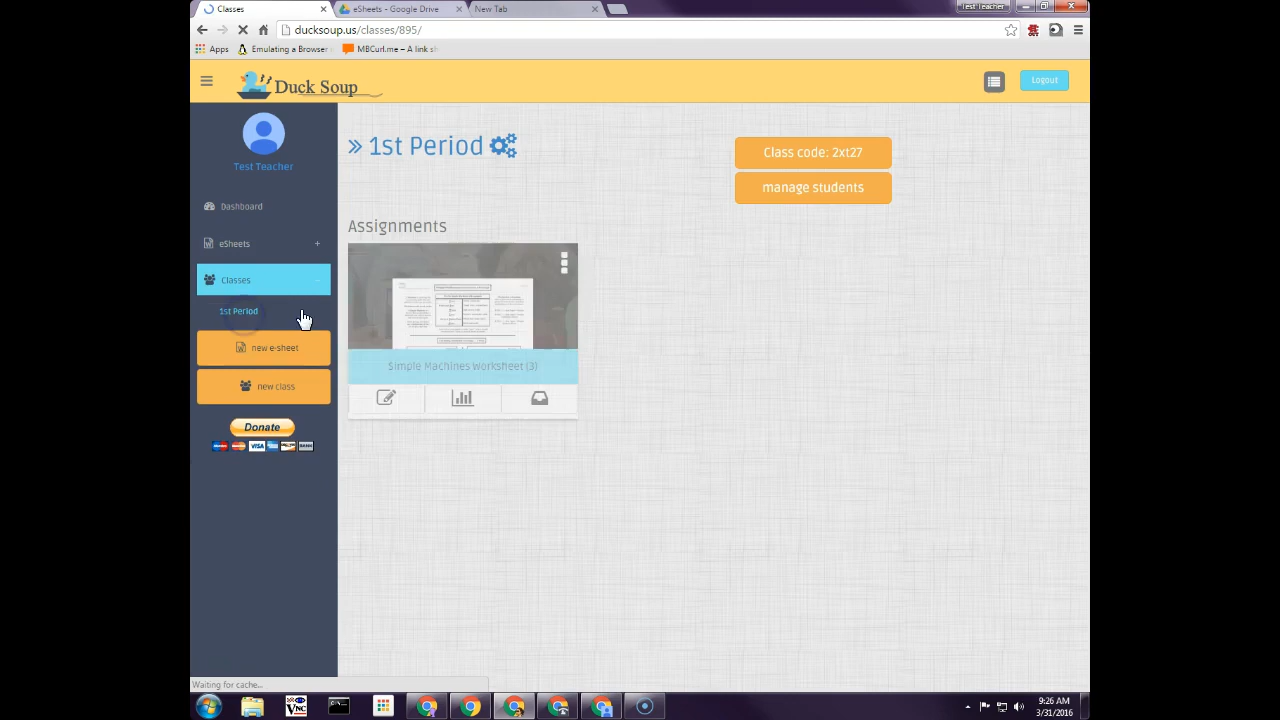 Classes
eSheets - Google Drive
New Tab
Test Teacher
ducksoup.us/classes/895/
Apps
Emulating a Browser
MBCurl.me – A link sh
Duck Soup
Logout
Test Teacher
Dashboard
eSheets +
Classes -
1st Period
new e-sheet
new class
Donate
VISA
» 1st Period
Class code: 2xt27
manage students
Assignments
Simple Machines Worksheet (3)
Waiting for cache...
9:26 AM
3/31/2016